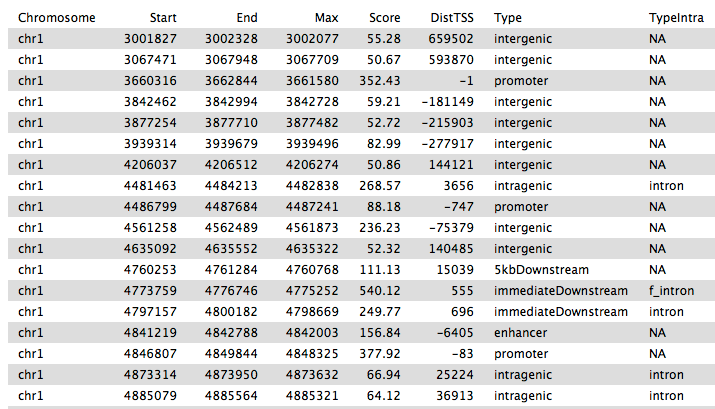 Chromosome Start End Max Score DistTSS Type TypeIntra
chr1 3001827 3002328 3002077 55.28 659502 intergenic NA
chr1 3067471 3067948 3067709 50.67 593870 intergenic NA
chr1 3660316 3662844 3661580 352.43 -1 promoter NA
chr1 3842462 3842994 3842728 59.21 -181149 intergenic NA
chr1 3877254 3877710 3877482 52.72 -215903 intergenic NA
chr1 3939314 3939679 3939496 82.99 -277917 intergenic NA
chr1 4206037 4206512 4206274 50.86 144121 intergenic NA
chr1 4481463 4484213 4482838 268.57 3656 intragenic intron
chr1 4486799 4487684 4487241 88.18 -747 promoter NA
chr1 4561258 4562489 4561873 236.23 -75379 intergenic NA
chr1 4635092 4635552 4635322 52.32 140485 intergenic NA
chr1 4760253 4761284 4760768 111.13 15039 5kbDownstream NA
chr1 4773759 4776746 4775252 540.12 555 immediateDownstream f_intron
chr1 4797157 4800182 4798669 249.77 696 immediateDownstream intron
chr1 4841219 4842788 4842003 156.84 -6405 enhancer NA
chr1 4846807 4849844 4848325 377.92 -83 promoter NA
chr1 4873314 4873950 4873632 66.94 25224 intragenic intron
chr1 4885079 4885564 4885321 64.12 36913 intragenic intron